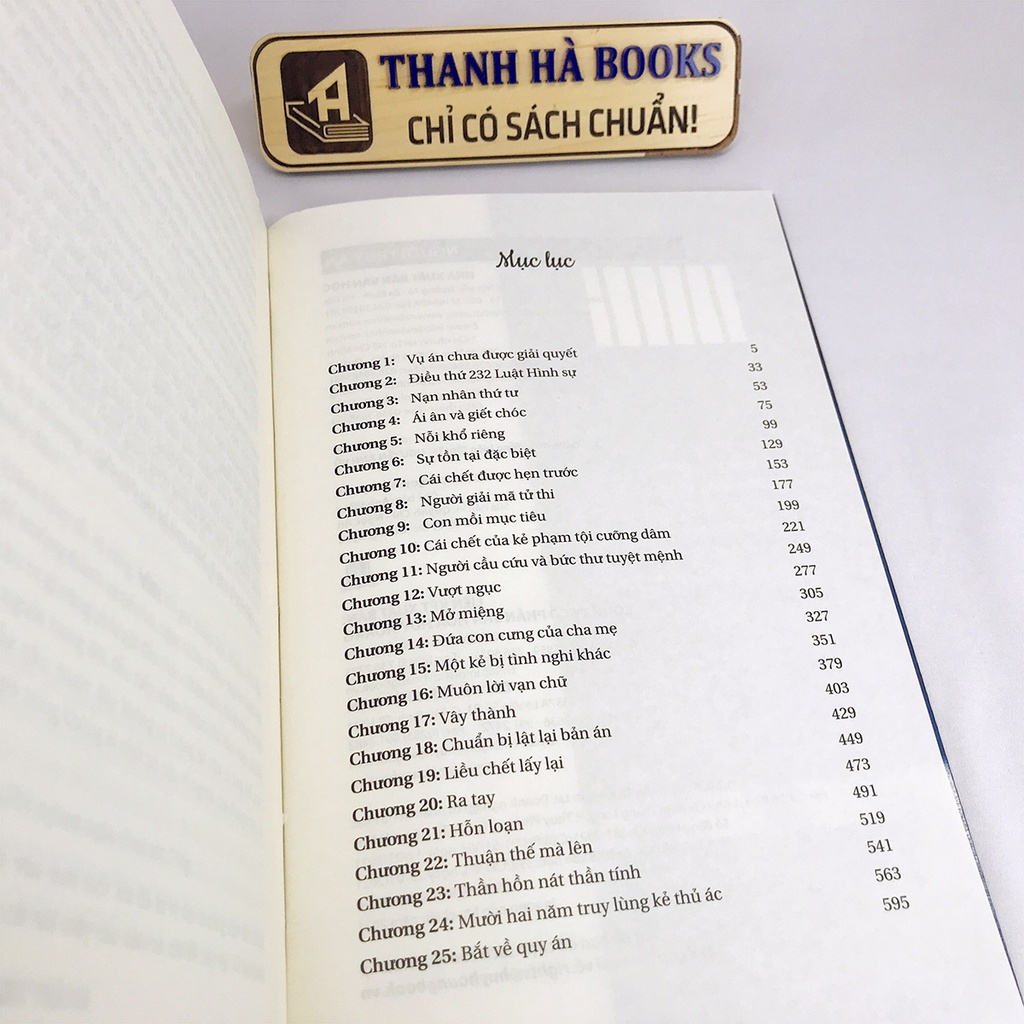 THANH HÀ BOOKS
CHỈ CÓ SÁCH CHUẨN!
Mục lục
Chương 1: Vụ án chưa được giải quyết 5
Chương 2: Điều thứ 232 Luật Hình sự 33
Chương 3: Nạn nhân thứ tư 53
Chương 4: Ái ân và giết chóc 75
Chương 5: Nỗi khổ riêng 99
Chương 6: Sự tồn tại đặc biệt 129
Chương 7: Cái chết được hẹn trước 153
Chương 8: Người giải mã tử thi 177
Chương 9: Con mồi mục tiêu 199
Chương 10: Cái chết của kẻ phạm tội cưỡng dâm 221
Chương 11: Người cầu cứu và bức thư tuyệt mệnh 249
Chương 12: Vượt ngục 277
Chương 13: Mở miệng 305
Chương 14: Đứa con cưng của cha mẹ 327
Chương 15: Một kẻ bị tình nghi khác 351
Chương 16: Muôn lời vạn chữ 379
Chương 17: Vây thành 403
Chương 18: Chuẩn bị lật lại bản án 429
Chương 19: Liều chết lấy lại 449
Chương 20: Ra tay 473
Chương 21: Hỗn loạn 491
Chương 22: Thuận thế mà lên 519
Chương 23: Thần hồn nát thần tính 541
Chương 24: Mười hai năm truy lùng kẻ thủ ác 563
Chương 25: Bắt về quy án 595